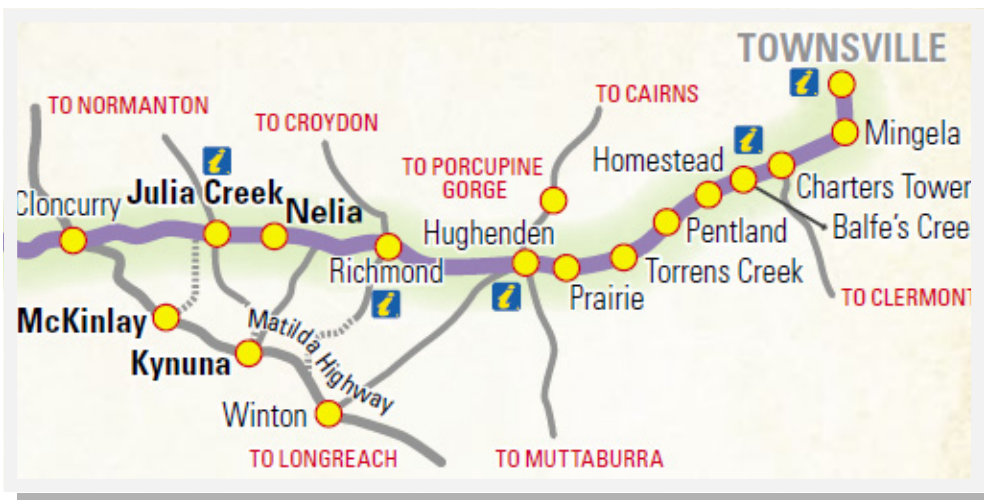 TOWNSVILLE
TO NORMANTON
TO CAIRNS
TO CROYDON
Mingela
TO PORCUPINE
GORGE
Homestead
Charters Tower
Julia Creek
Cloncurry
Nelia
Hughenden
Pentland
Balfe's Cree
Richmond
Torrens Creek
Prairie
TO CLERMONT
McKinlay
Matilda Highway
Kynuna
Winton
TO LONGREACH
TO MUTTABURRA